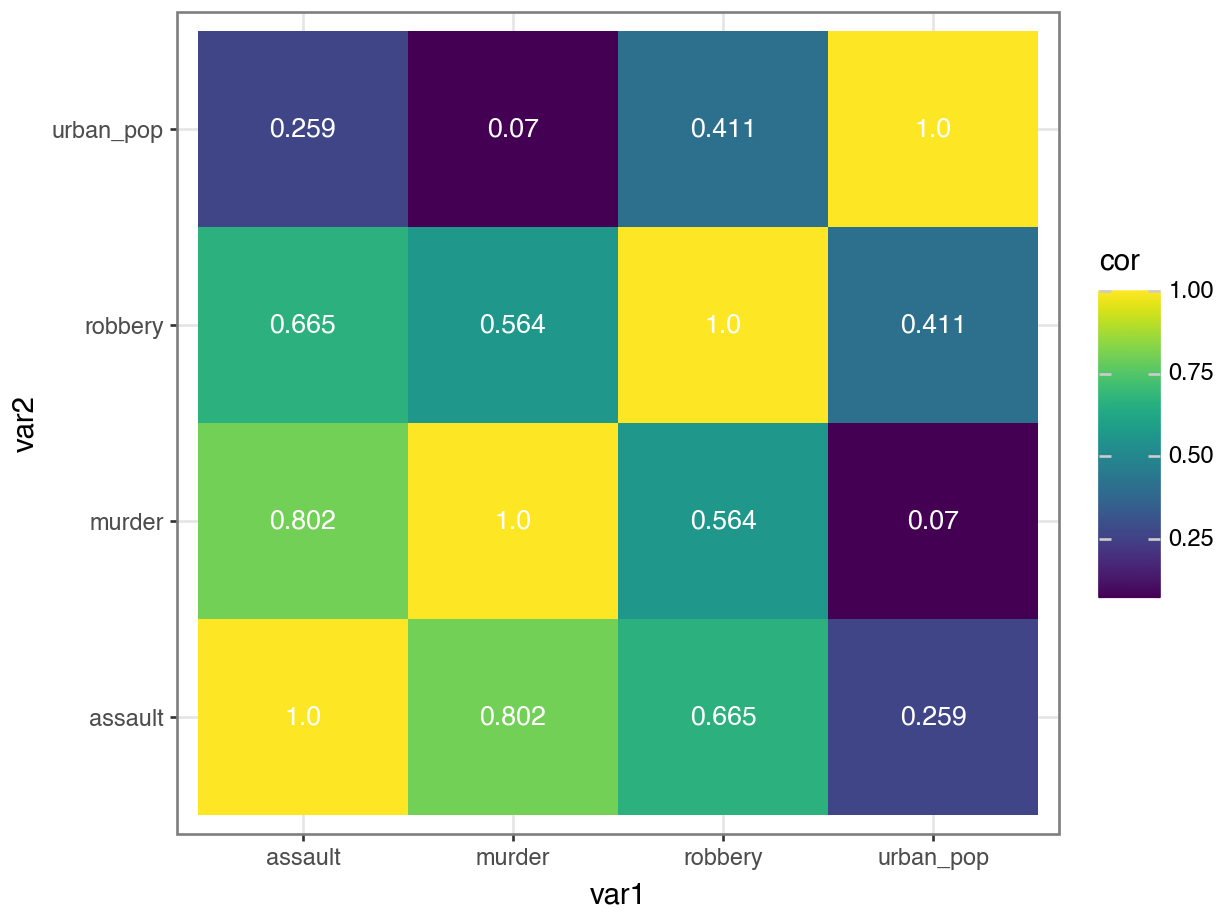 urban_pop 0.259 0.07 0.411 1.0
robbery 0.665 0.564 1.0 0.411
murder 0.802 1.0 0.564 0.07
assault 1.0 0.802 0.665 0.259
assault murder robbery urban_pop
var1
var2
cor
1.00
0.75
0.50
0.25